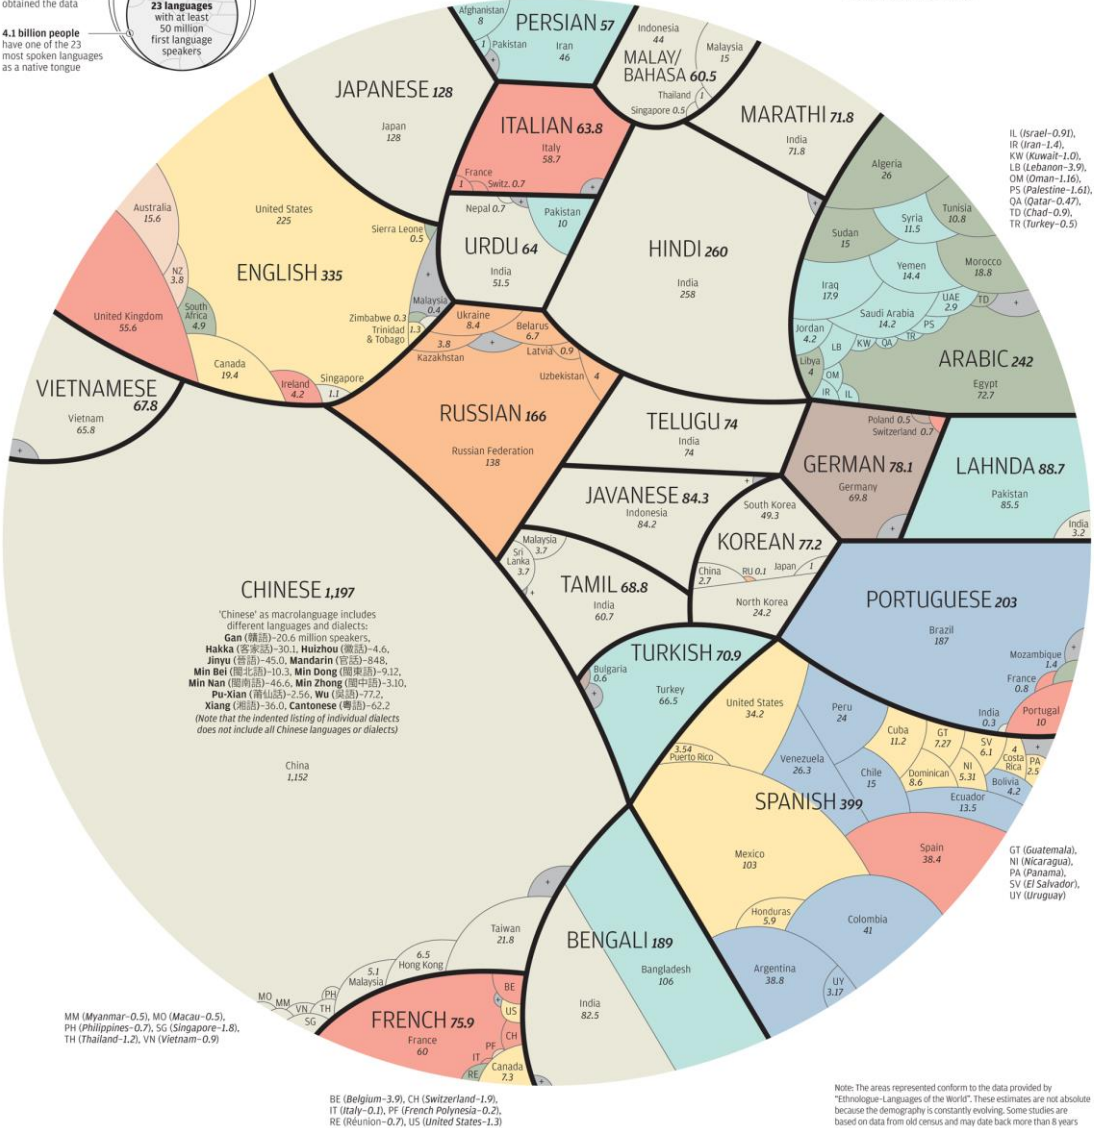 obtained the data
4.1 billion people
have one of the 23
most spoken languages
as a native tongue
23 languages
with at least
50 million
first language
speakers
Afghanistan
8
PERSIAN 57
1 Pakistan
Iran
46
+
Indonesia
44
Malaysia
15
MALAY/
BAHASA 60.5
Thailand 1
Singapore 0.5
JAPANESE 128
Japan
128
ITALIAN 63.8
Italy
58.7
France
1
Switz. 0.7
+
MARATHI 71.8
India
71.8
IL (Israel-0.91),
IR (Iran-1.4),
KW (Kuwait-1.0),
LB (Lebanon-3.9),
OM (Oman-1.16),
PS (Palestine-1.61),
QA (Qatar-0.47),
TD (Chad-0.9),
TR (Turkey-0.5)
Australia
15.6
United States
225
ENGLISH 335
Sierra Leone
0.5
+
Malaysia
0.4
Zimbabwe 0.3
Trinidad
& Tobago
1.3
NZ
3.8
South
Africa
4.9
United Kingdom
55.6
Canada
19.4
Ireland
4.2
Singapore
1.1
Nepal 0.7
+
Pakistan
10
URDU 64
India
51.5
HINDI 260
India
258
+
Algeria
26
Tunisia
10.8
Syria
11.5
Sudan
15
Morocco
18.8
Yemen
14.4
Iraq
17.9
UAE
2.9
TD
+
Saudi Arabia
14.2
Jordan
4.2
PS
TR
QA
KW
LB
Libya
4
OM
IR
IL
ARABIC 242
Egypt
72.7
VIETNAMESE
67.8
Vietnam
65.8
+
Ukraine
8.4
Belarus
6.7
3.8
Kazakhstan
+
Latvia 0.9
Uzbekistan 4
RUSSIAN 166
Russian Federation
138
TELUGU 74
India
74
Poland 0.5
Switzerland 0.7
GERMAN 78.1
Germany
69.8
+
LAHNDA 88.7
Pakistan
85.5
India
3.2
JAVANESE 84.3
Indonesia
84.2
+
South Korea
49.3
KOREAN 77.2
China
2.7
RU 0.1
Japan
1
North Korea
24.2
Malaysia
3.7
Sri
Lanka
3.7
+
TAMIL 68.8
India
60.7
PORTUGUESE 203
Brazil
187
+
Mozambique
1.4
France
0.8
Portugal
10
India
0.3
CHINESE 1,197
'Chinese' as macrolanguage includes
different languages and dialects:
Gan (贛語)-20.6 million speakers,
Hakka (客家話)-30.1, Huizhou (徽話)-4.6,
Jinyu (晉語)-45.0, Mandarin (官話)-848,
Min Bei (閩北語)-10.3, Min Dong (閩東語)-9.12,
Min Nan (閩南語)-46.6, Min Zhong (閩中語)-3.10,
Pu-Xian (莆仙話)-2.56, Wu (吳語)-77.2,
Xiang (湘語)-36.0, Cantonese (粵語)-62.2
(Note that the indented listing of individual dialects
does not include all Chinese languages or dialects)
China
1,152
TURKISH 70.9
Bulgaria
0.6
+
Turkey
66.5
United States
34.2
3.54
Puerto Rico
Peru
24
Venezuela
26.3
Chile
15
Cuba
11.2
GT
7.27
SV
6.1
4
Costa
Rica
+
PA
2.5
NI
5.31
Dominican
8.6
Bolivia
4.2
Ecuador
13.5
SPANISH 399
Mexico
103
Spain
38.4
Honduras
5.9
Colombia
41
Argentina
38.8
UY
3.17
GT (Guatemala),
NI (Nicaragua),
PA (Panama),
SV (El Salvador),
UY (Uruguay)
+
Taiwan
21.8
6.5
Hong Kong
5.1
Malaysia
PH
MO
MM
VN
TH
SG
BENGALI 189
Bangladesh
106
India
82.5
+
MM (Myanmar-0.5), MO (Macau-0.5),
PH (Philippines-0.7), SG (Singapore-1.8),
TH (Thailand-1.2), VN (Vietnam-0.9)
FRENCH 75.9
France
60
BE
+
US
CH
PF
IT
RE
Canada
7.3
BE (Belgium-3.9), CH (Switzerland-1.9),
IT (Italy-0.1), PF (French Polynesia-0.2),
RE (Réunion-0.7), US (United States-1.3)
Note: The areas represented conform to the data provided by
"Ethnologue-Languages of the World". These estimates are not absolute
because the demography is constantly evolving. Some studies are
based on data from old census and may date back more than 8 years